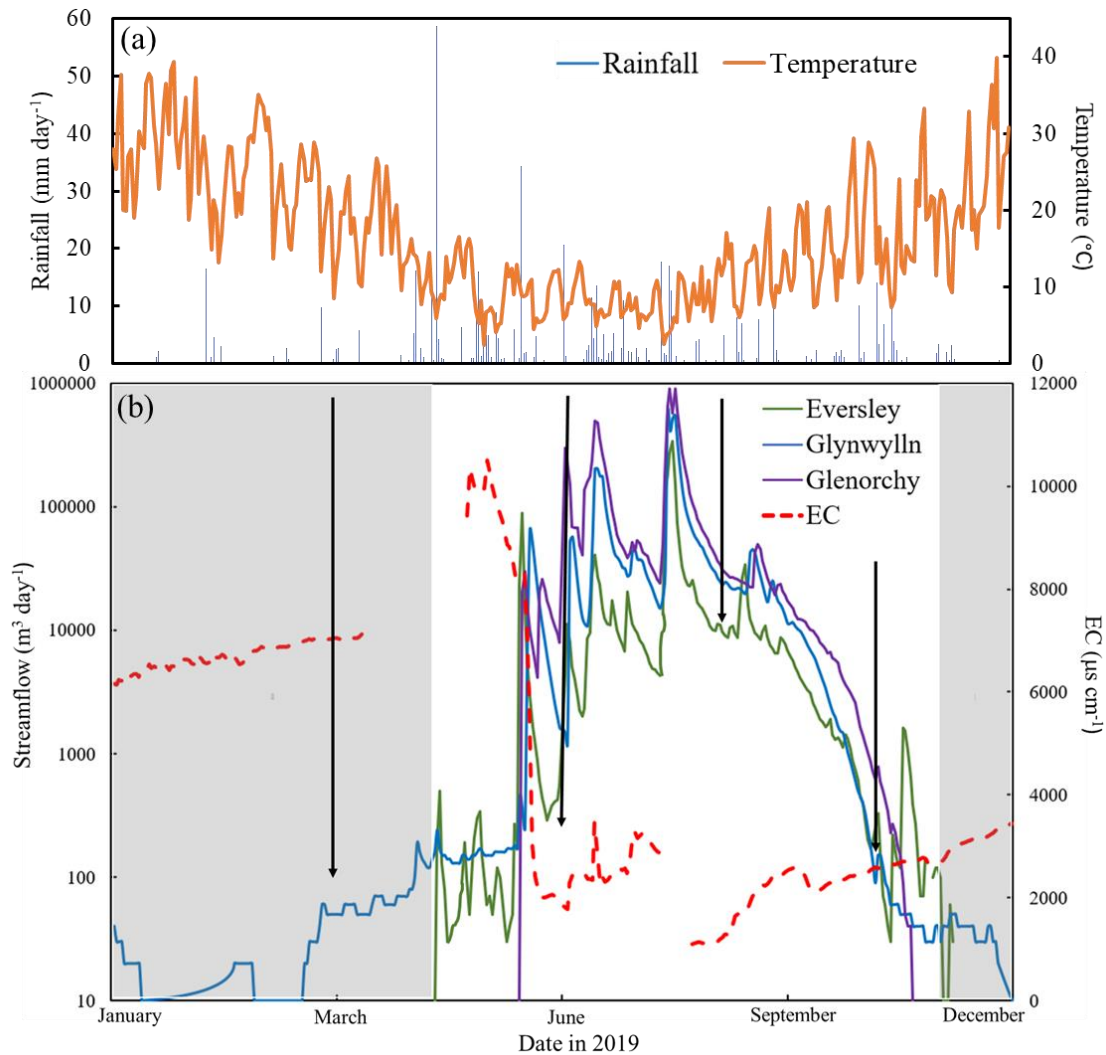 (a)
Rainfall
Temperature
Rainfall (mm day-1)
60
50
40
30
20
10
0
40
30
20
10
0
Temperature (°C)
(b)
Eversley
Glynwylln
Glenorchy
EC
Streamflow (m3 day-1)
1000000
100000
10000
1000
100
10
12000
10000
8000
6000
4000
2000
0
EC (µs cm-1)
January
March
June
September
December
Date in 2019